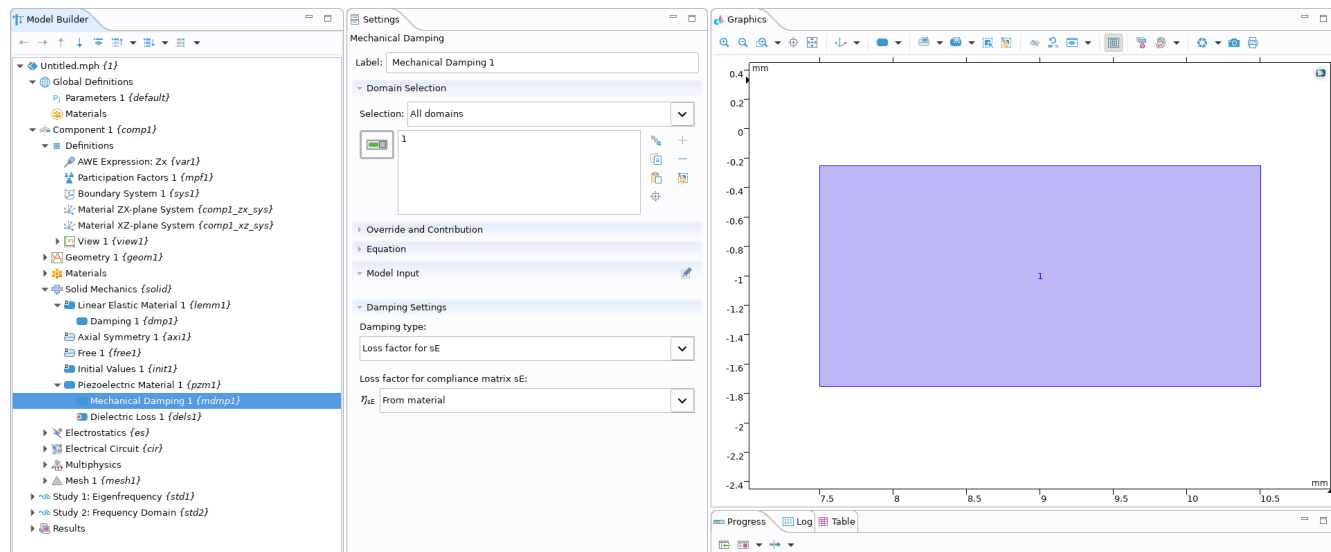 Model Builder
Untitled.mph {1}
Global Definitions
Pi Parameters 1 {default}
Materials
Component 1 {comp1}
Definitions
AWE Expression: Zx {var1}
Participation Factors 1 {mpf1}
Boundary System 1 {sys1}
Material ZX-plane System {comp1_zx_sys}
Material XZ-plane System {comp1_xz_sys}
View 1 {view1}
Geometry 1 {geom1}
Materials
Solid Mechanics {solid}
Linear Elastic Material 1 {lemm1}
Damping 1 {dmp1}
Axial Symmetry 1 {axi1}
Free 1 {free1}
Initial Values 1 {init1}
Piezoelectric Material 1 {pzm1}
Mechanical Damping 1 {mdmp1}
Dielectric Loss 1 {dels1}
Electrostatics {es}
Electrical Circuit {cir}
Multiphysics
Mesh 1 {mesh1}
Study 1: Eigenfrequency {std1}
Study 2: Frequency Domain {std2}
Results
Settings
Mechanical Damping
Label: Mechanical Damping 1
Domain Selection
Selection: All domains
1
Override and Contribution
Equation
Model Input
Damping Settings
Damping type:
Loss factor for sE
Loss factor for compliance matrix sE:
ηsE From material
Graphics
mm
0.4
0.2
0
-0.2
-0.4
-0.6
-0.8
-1
-1.2
-1.4
-1.6
-1.8
-2
-2.2
-2.4
1
mm
7.5 8 8.5 9 9.5 10 10.5
Progress Log Table